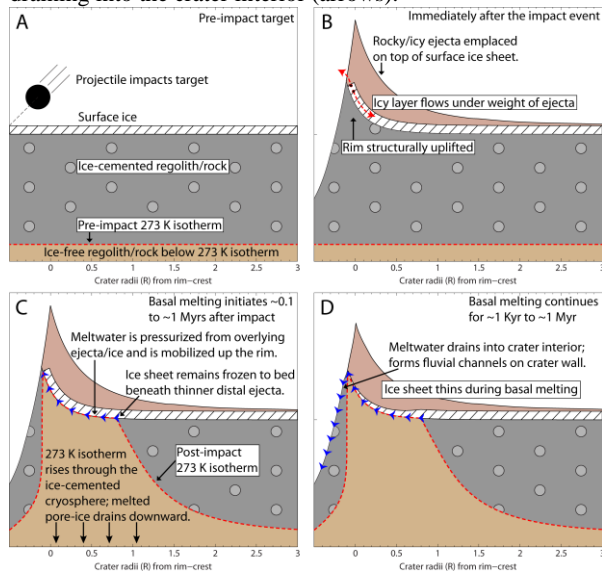 draining into the crater interior (arrows).
A
Pre-impact target
Projectile impacts target
Surface ice
Ice-cemented regolith/rock
Pre-impact 273 K isotherm
Ice-free regolith/rock below 273 K isotherm
0 0.5 1 1.5 2 2.5 3
Crater radii (R) from rim-crest
B
Immediately after the impact event
Rocky/icy ejecta emplaced
on top of surface ice sheet.
Icy layer flows under weight of ejecta
Rim structurally uplifted
0 0.5 1 1.5 2 2.5 3
Crater radii (R) from rim-crest
C
Basal melting initiates ~0.1
to ~1 Myrs after impact
Meltwater is pressurized from overlying
ejecta/ice and is mobilized up the rim.
Ice sheet remains frozen to bed
beneath thinner distal ejecta.
273 K isotherm
rises through the
ice-cemented
cryosphere; melted
pore-ice drains downward.
Post-impact
273 K isotherm
0 0.5 1 1.5 2 2.5 3
Crater radii (R) from rim-crest
D
Basal melting continues
for ~1 Kyr to ~1 Myr
Meltwater drains into crater interior;
forms fluvial channels on crater wall.
Ice sheet thins during basal melting
0 0.5 1 1.5 2 2.5 3
Crater radii (R) from rim-crest